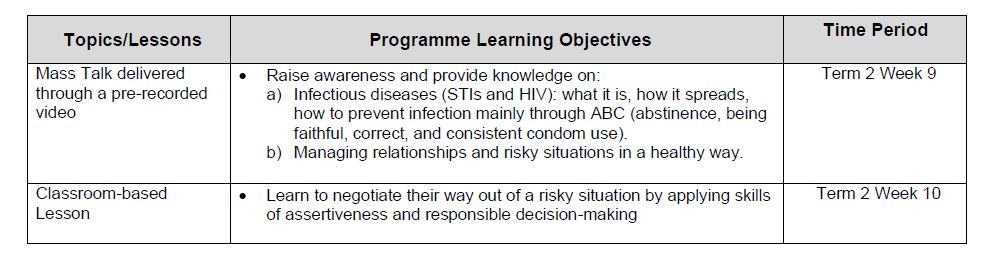 Topics/Lessons
Programme Learning Objectives
Time Period
Mass Talk delivered
through a pre-recorded
video
• Raise awareness and provide knowledge on:
a) Infectious diseases (STIs and HIV): what it is, how it spreads,
how to prevent infection mainly through ABC (abstinence, being
faithful, correct, and consistent condom use).
b) Managing relationships and risky situations in a healthy way.
Term 2 Week 9
Classroom-based
Lesson
• Learn to negotiate their way out of a risky situation by applying skills
of assertiveness and responsible decision-making
Term 2 Week 10